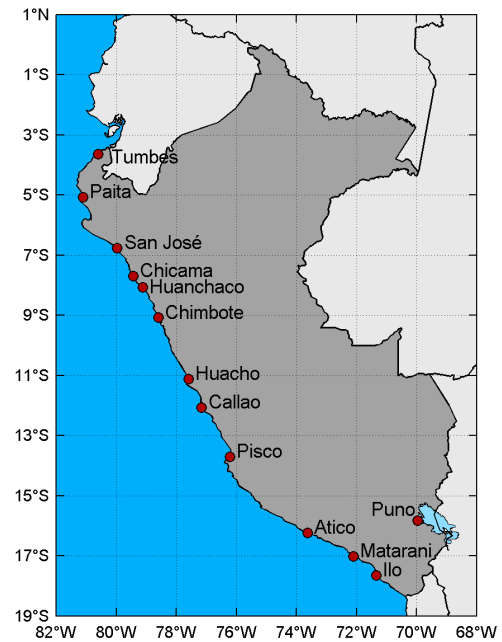 1°N
1°S
3°S
Tumbes
5°S
Paita
San José
7°S
Chicama
Huanchaco
9°S
Chimbote
11°S
Huacho
Callao
13°S
Pisco
15°S
Puno
Atico
17°S
Matarani
Ilo
19°S
82°W 80°W 78°W 76°W 74°W 72°W 70°W 68°W